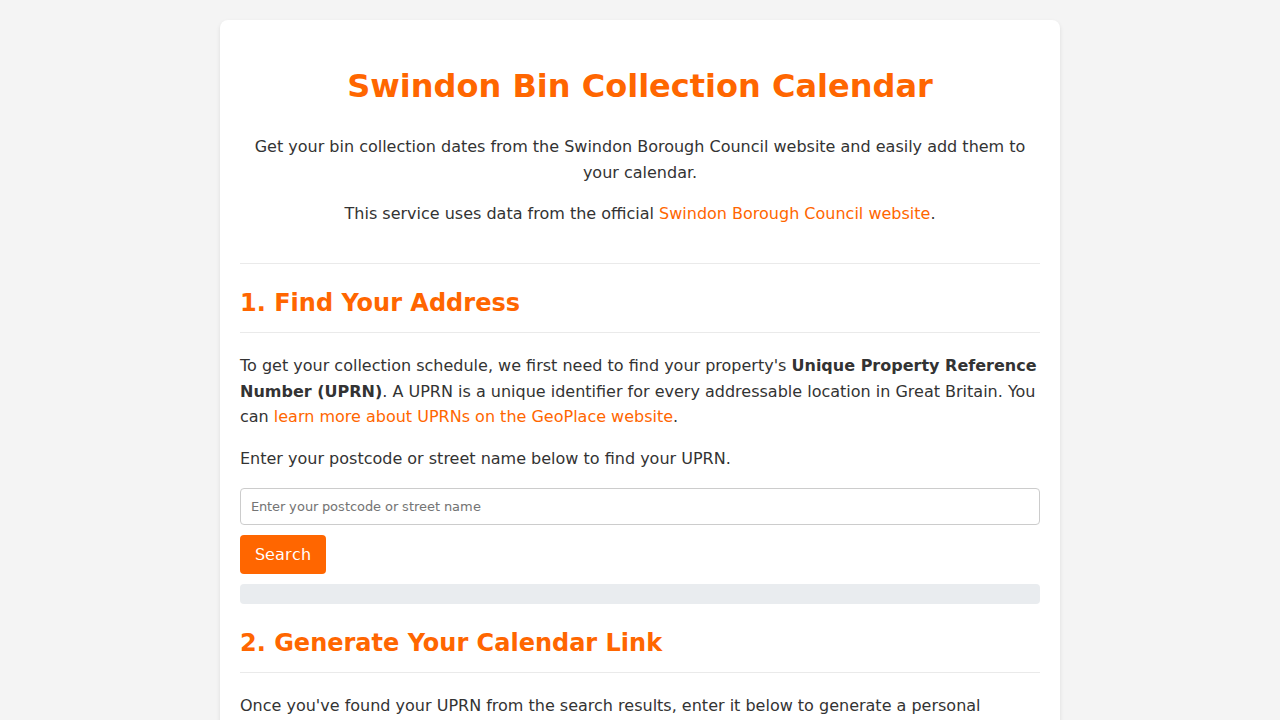 Swindon Bin Collection Calendar
Get your bin collection dates from the Swindon Borough Council website and easily add them to
your calendar.
This service uses data from the official Swindon Borough Council website.
1. Find Your Address
To get your collection schedule, we first need to find your property's Unique Property Reference
Number (UPRN). A UPRN is a unique identifier for every addressable location in Great Britain. You
can learn more about UPRNs on the GeoPlace website.
Enter your postcode or street name below to find your UPRN.
Enter your postcode or street name
Search
2. Generate Your Calendar Link
Once you've found your UPRN from the search results, enter it below to generate a personal